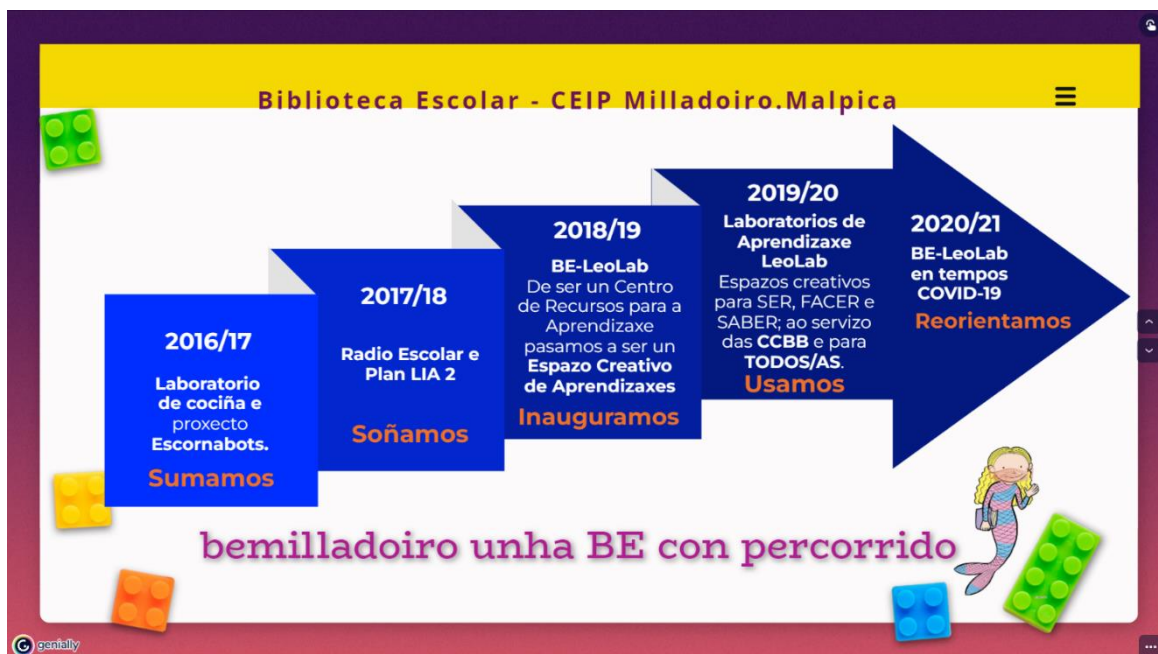 Biblioteca Escolar - CEIP Milladoiro.Malpica
2016/17
Laboratorio
de cociña e
proxecto
Escornabots.
Sumamos
2017/18
Radio Escolar e
Plan LIA 2
Soñamos
2018/19
BE-LeoLab
De ser un Centro
de Recursos para a
Aprendizaxe
pasamos a ser un
Espazo Creativo
de Aprendizaxes
Inauguramos
2019/20
Laboratorios de
Aprendizaxe
LeoLab
Espazos creativos
para SER, FACER e
SABER; ao servizo
das CCBB e para
TODOS/AS.
Usamos
2020/21
BE-LeoLab
en tempos
COVID-19
Reorientamos
bemilladoiro unha BE con percorrido
genially